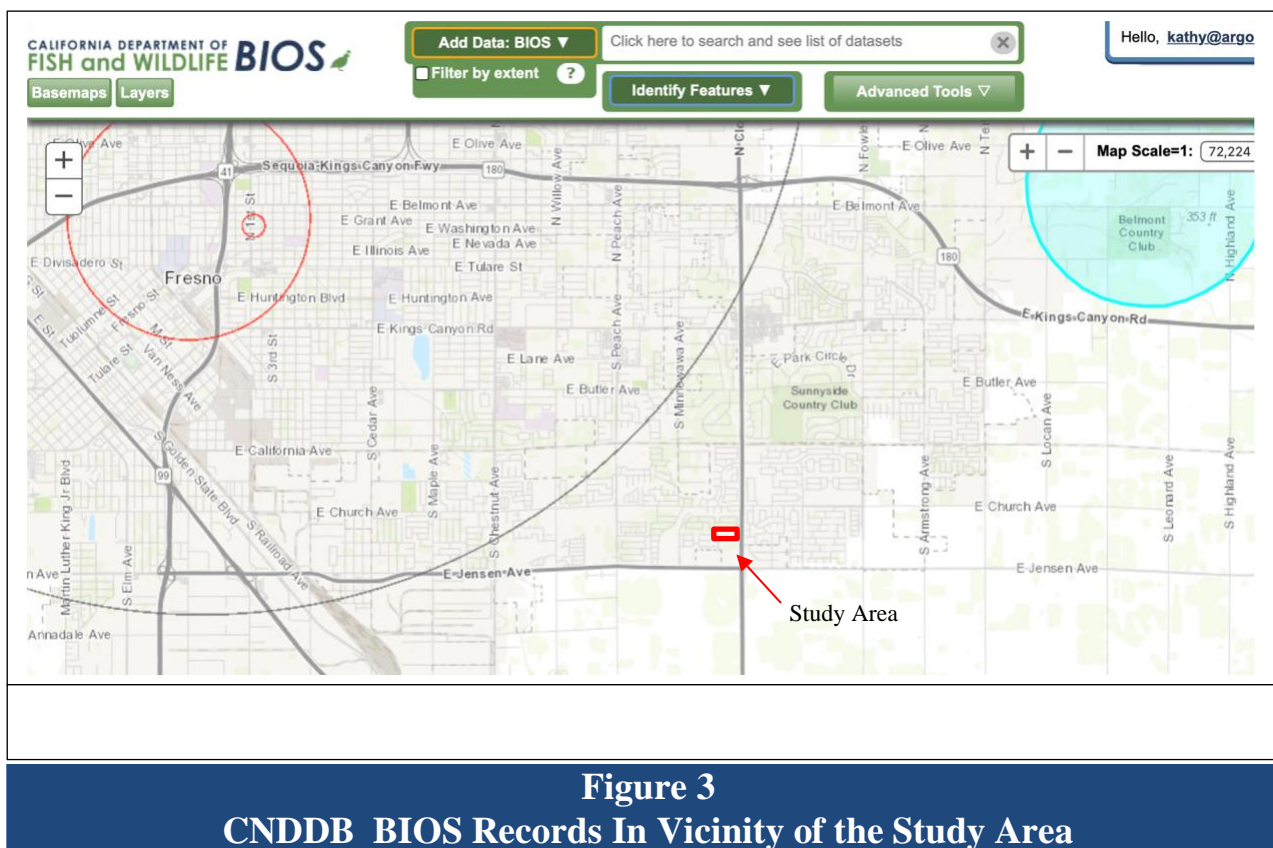 CALIFORNIA DEPARTMENT OF
FISH and WILDLIFE BIOS
Add Data: BIOS ▼
Click here to search and see list of datasets
Hello, kathy@argo
Filter by extent ?
Basemaps Layers
Identify Features ▼
Advanced Tools ▽
E Olive Ave
E Olive Ave
Map Scale=1: 72,224
Sequoia-Kings-Canyon-Fwy
180
41
N 1st St
N Willow Ave
N Peach Ave
N Clo
N Fowl
N Te
E Belmont Ave
E Belmont Ave
E Grant Ave
E Washington Ave
E Nevada Ave
E Illinois Ave
E Tulare St
Belmont
Country
Club
353 ft
N Highland Ave
180
E Divisadero St
Fresno
E St
Tuolumne St
Fresno St
M St
Tulare St
Van Ness Ave
E Huntington Blvd
E Huntington Ave
E Kings Canyon Rd
E-Kings-Canyon-Rd
S 3rd St
S Peach Ave
S Minnewawa Ave
E Lane Ave
E Park Circle Dr
E Butler Ave
Sunnyside
Country Club
E Butler Ave
S Cedar Ave
S Locan Ave
E California Ave
S Golden State Blvd
99
S Railroad Ave
S Maple Ave
S Chestnut Ave
S Armstrong Ave
S Leonard Ave
S Highland Ave
Martin Luther King Jr Blvd
E Church Ave
E Church Ave
S Elm Ave
n Ave
E-Jensen-Ave
E Jensen Ave
Study Area
Annadale Ave
Figure 3
CNDDB BIOS Records In Vicinity of the Study Area